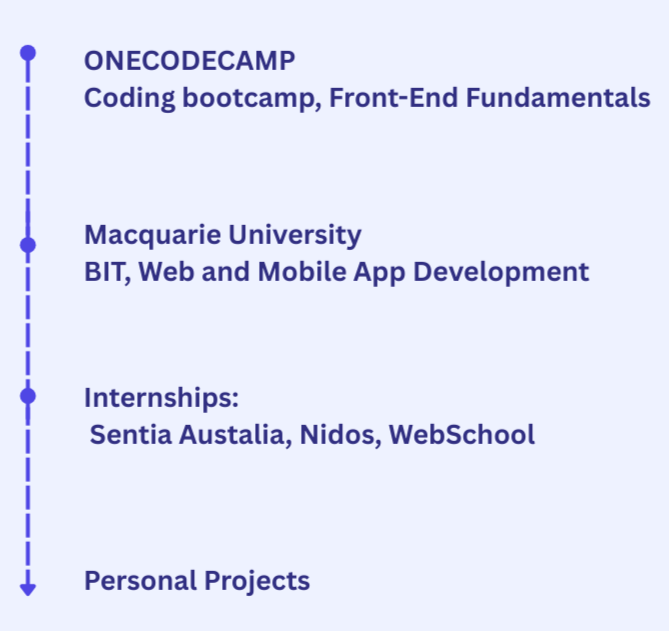 ONECODECAMP
Coding bootcamp, Front-End Fundamentals
Macquarie University
BIT, Web and Mobile App Development
Internships:
Sentia Austalia, Nidos, WebSchool
Personal Projects